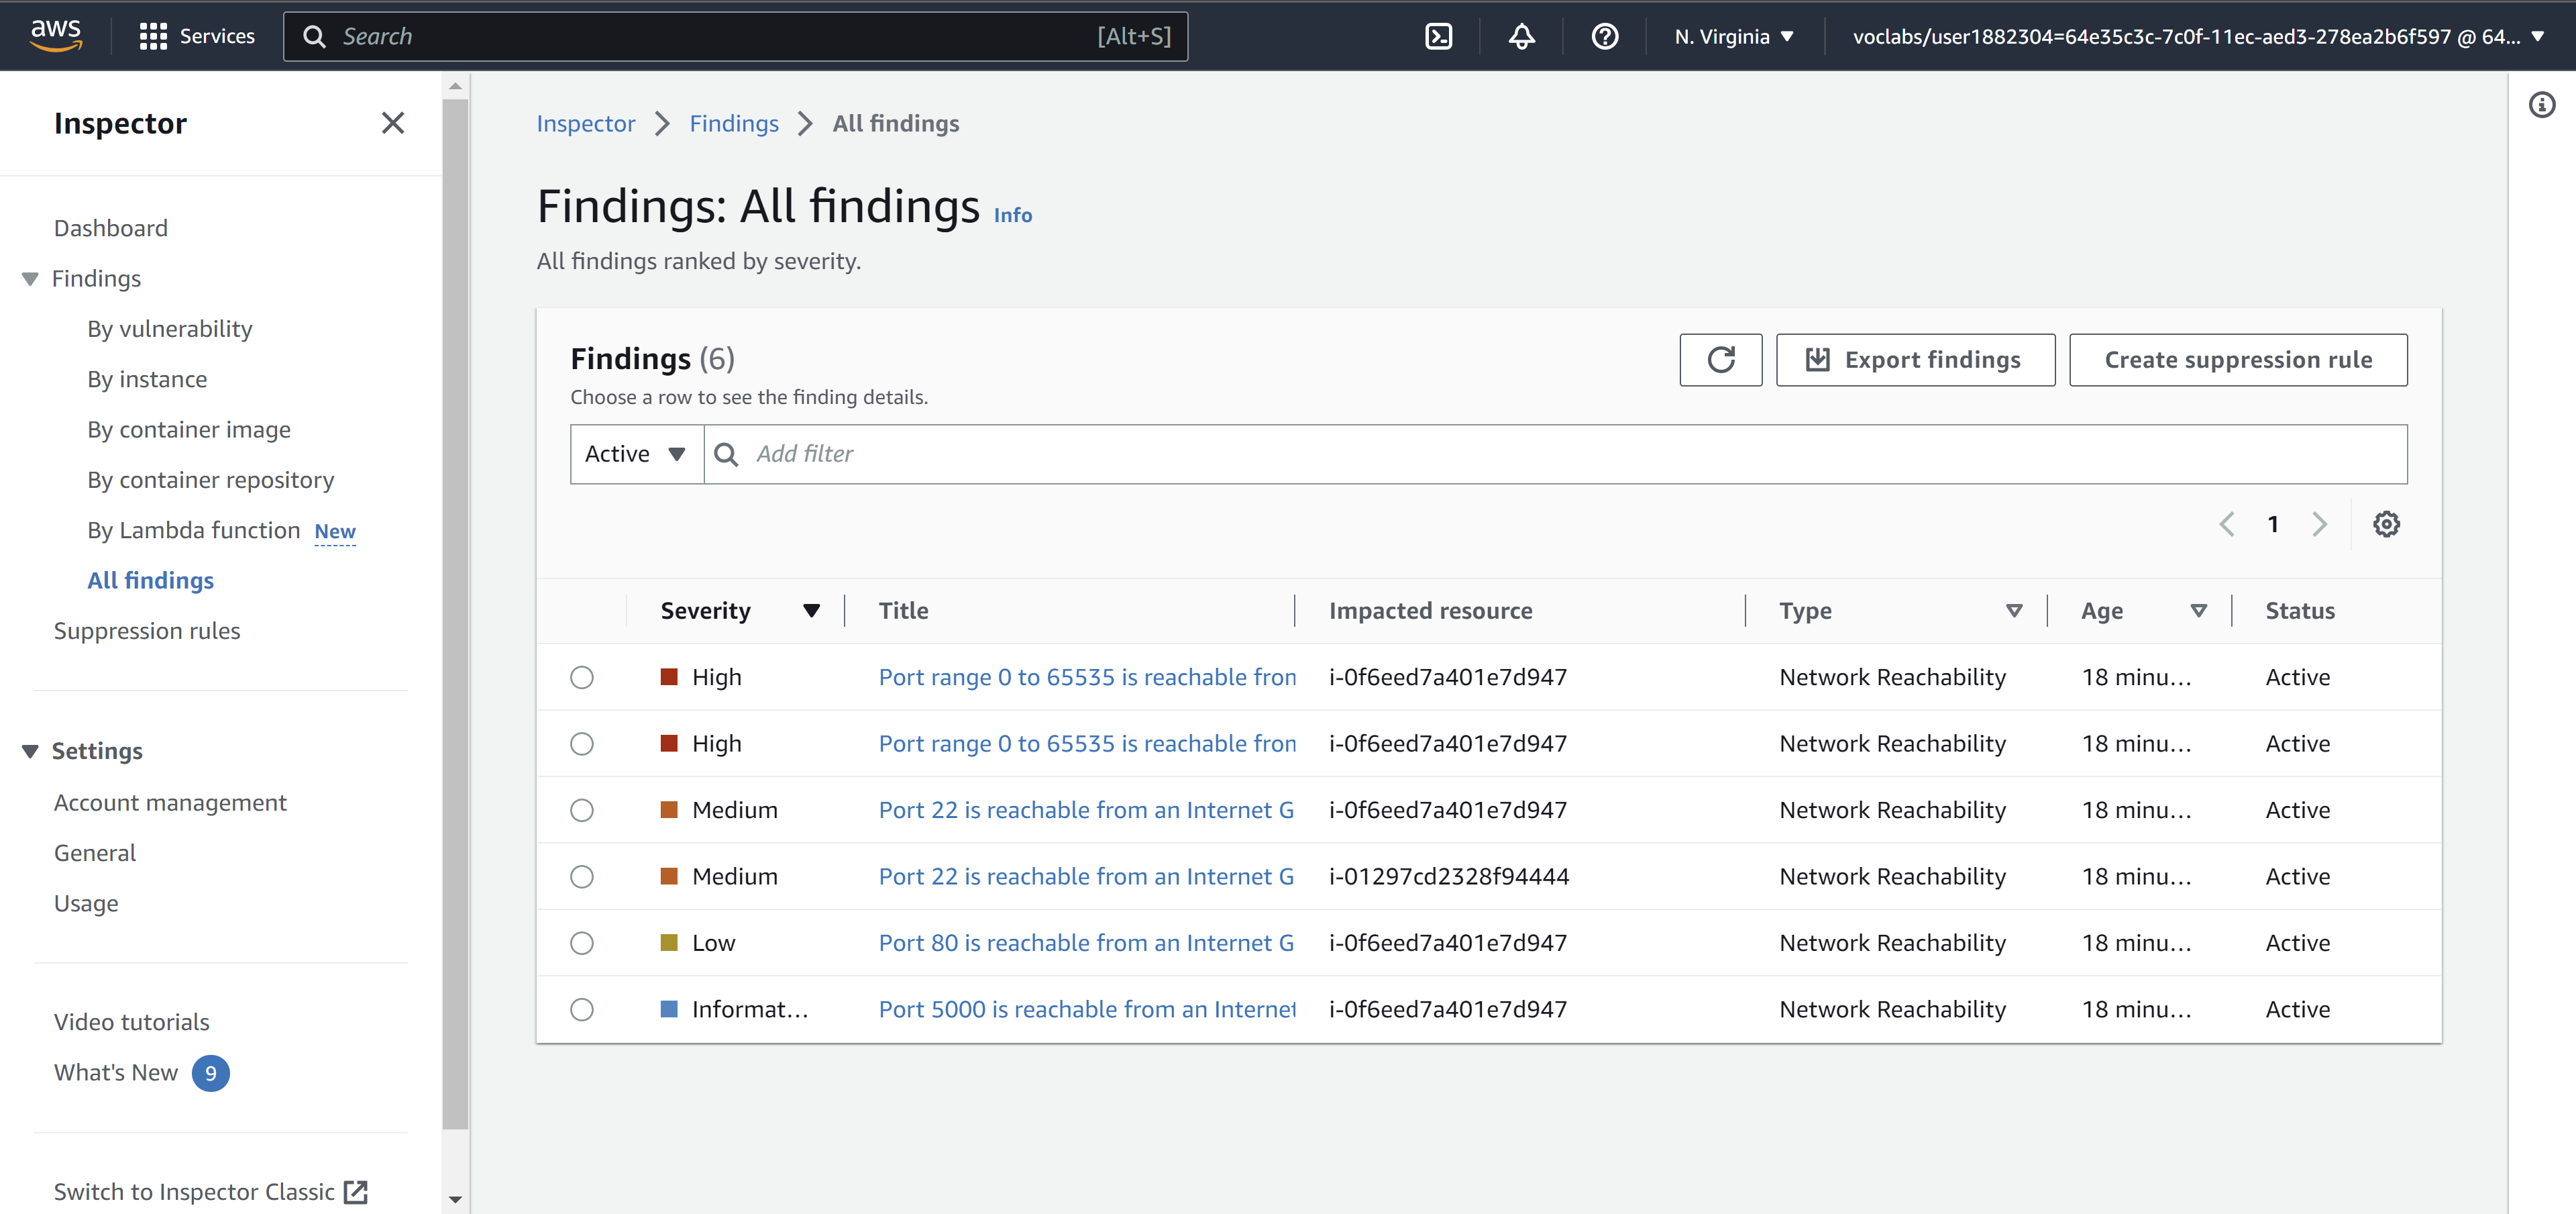 aws
Services
Search [Alt+S]
N. Virginia
voclabs/user1882304=64e35c3c-7c0f-11ec-aed3-278ea2b6f597 @ 64...
Inspector
Dashboard
Findings
By vulnerability
By instance
By container image
By container repository
By Lambda function New
All findings
Suppression rules
Settings
Account management
General
Usage
Video tutorials
What's New 9
Switch to Inspector Classic
Inspector > Findings > All findings
Findings: All findings Info
All findings ranked by severity.
Findings (6)
Choose a row to see the finding details.
Export findings
Create suppression rule
Active
Add filter
1
Severity Title Impacted resource Type Age Status
High Port range 0 to 65535 is reachable fron i-0f6eed7a401e7d947 Network Reachability 18 minu... Active
High Port range 0 to 65535 is reachable fron i-0f6eed7a401e7d947 Network Reachability 18 minu... Active
Medium Port 22 is reachable from an Internet G i-0f6eed7a401e7d947 Network Reachability 18 minu... Active
Medium Port 22 is reachable from an Internet G i-01297cd2328f94444 Network Reachability 18 minu... Active
Low Port 80 is reachable from an Internet G i-0f6eed7a401e7d947 Network Reachability 18 minu... Active
Informat... Port 5000 is reachable from an Internet i-0f6eed7a401e7d947 Network Reachability 18 minu... Active